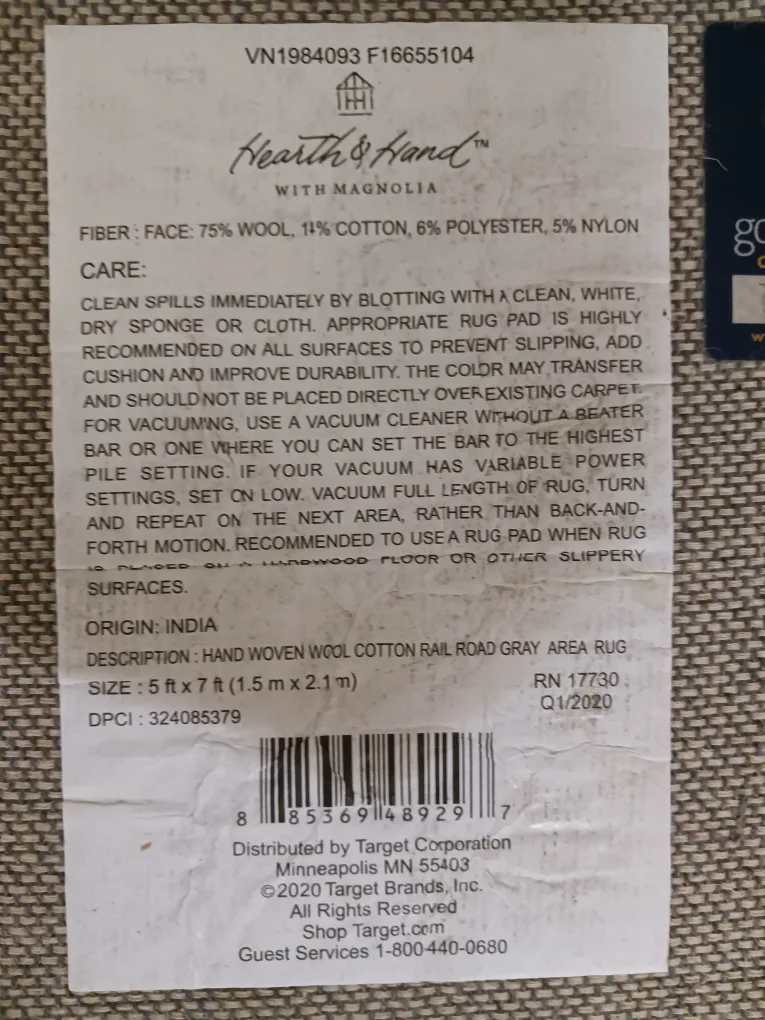 VN1984093 F16655104
Hearth & Hand™
WITH MAGNOLIA
FIBER : FACE: 75% WOOL, 14% COTTON, 6% POLYESTER, 5% NYLON
CARE:
CLEAN SPILLS IMMEDIATELY BY BLOTTING WITH A CLEAN, WHITE,
DRY SPONGE OR CLOTH. APPROPRIATE RUG PAD IS HIGHLY
RECOMMENDED ON ALL SURFACES TO PREVENT SLIPPING, ADD
CUSHION AND IMPROVE DURABILITY. THE COLOR MAY TRANSFER
AND SHOULD NOT BE PLACED DIRECTLY OVER EXISTING CARPET.
FOR VACUUMING, USE A VACUUM CLEANER WITHOUT A BEATER
BAR OR ONE WHERE YOU CAN SET THE BAR TO THE HIGHEST
PILE SETTING. IF YOUR VACUUM HAS VARIABLE POWER
SETTINGS, SET ON LOW. VACUUM FULL LENGTH OF RUG, TURN
AND REPEAT ON THE NEXT AREA, RATHER THAN BACK-AND-
FORTH MOTION. RECOMMENDED TO USE A RUG PAD WHEN RUG
IS PLACED ON A HARDWOOD FLOOR OR OTHER SLIPPERY
SURFACES.
ORIGIN: INDIA
DESCRIPTION : HAND WOVEN WOOL COTTON RAIL ROAD GRAY AREA RUG
SIZE : 5 ft x 7 ft (1.5 m x 2.1 m)
RN 17730
Q1/2020
DPCI : 324085379
8 85369 48929 7
Distributed by Target Corporation
Minneapolis MN 55403
©2020 Target Brands, Inc.
All Rights Reserved
Shop Target.com
Guest Services 1-800-440-0680